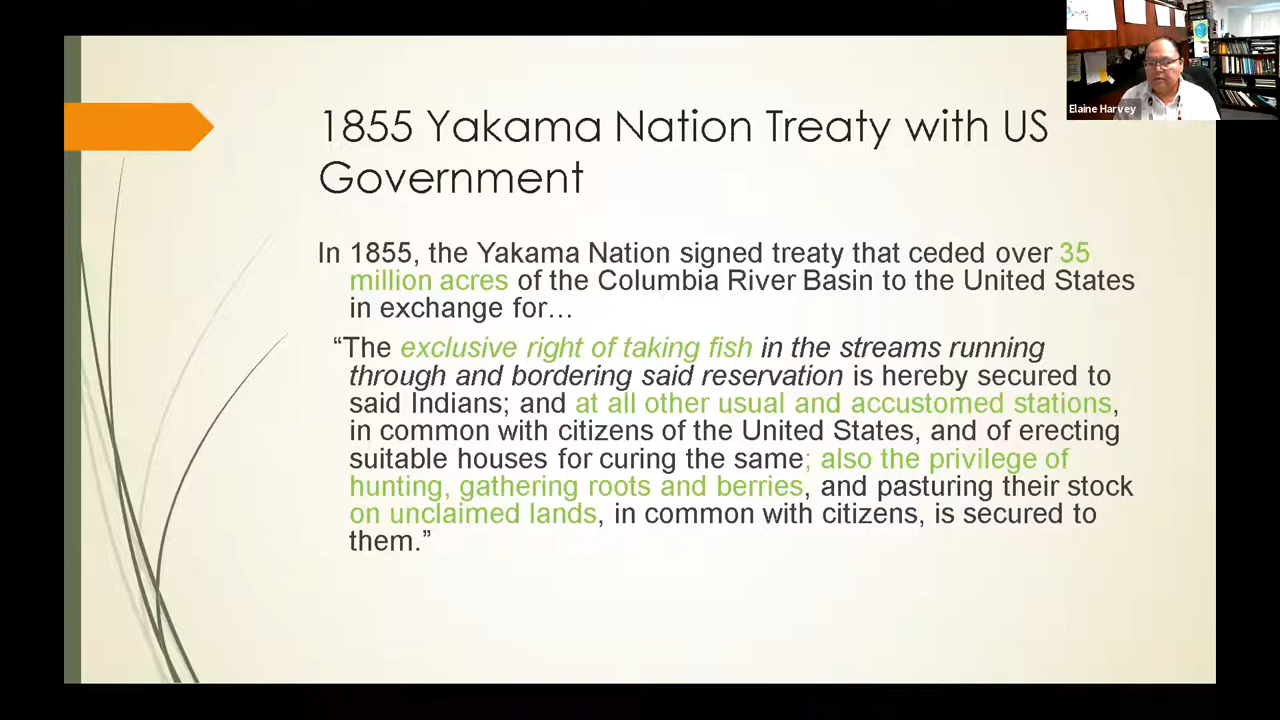 1855 Yakama Nation Treaty with US
Government
In 1855, the Yakama Nation signed treaty that ceded over 35
million acres of the Columbia River Basin to the United States
in exchange for…
“The exclusive right of taking fish in the streams running
through and bordering said reservation is hereby secured to
said Indians; and at all other usual and accustomed stations,
in common with citizens of the United States, and of erecting
suitable houses for curing the same; also the privilege of
hunting, gathering roots and berries, and pasturing their stock
on unclaimed lands, in common with citizens, is secured to
them.”
Elaine Harvey